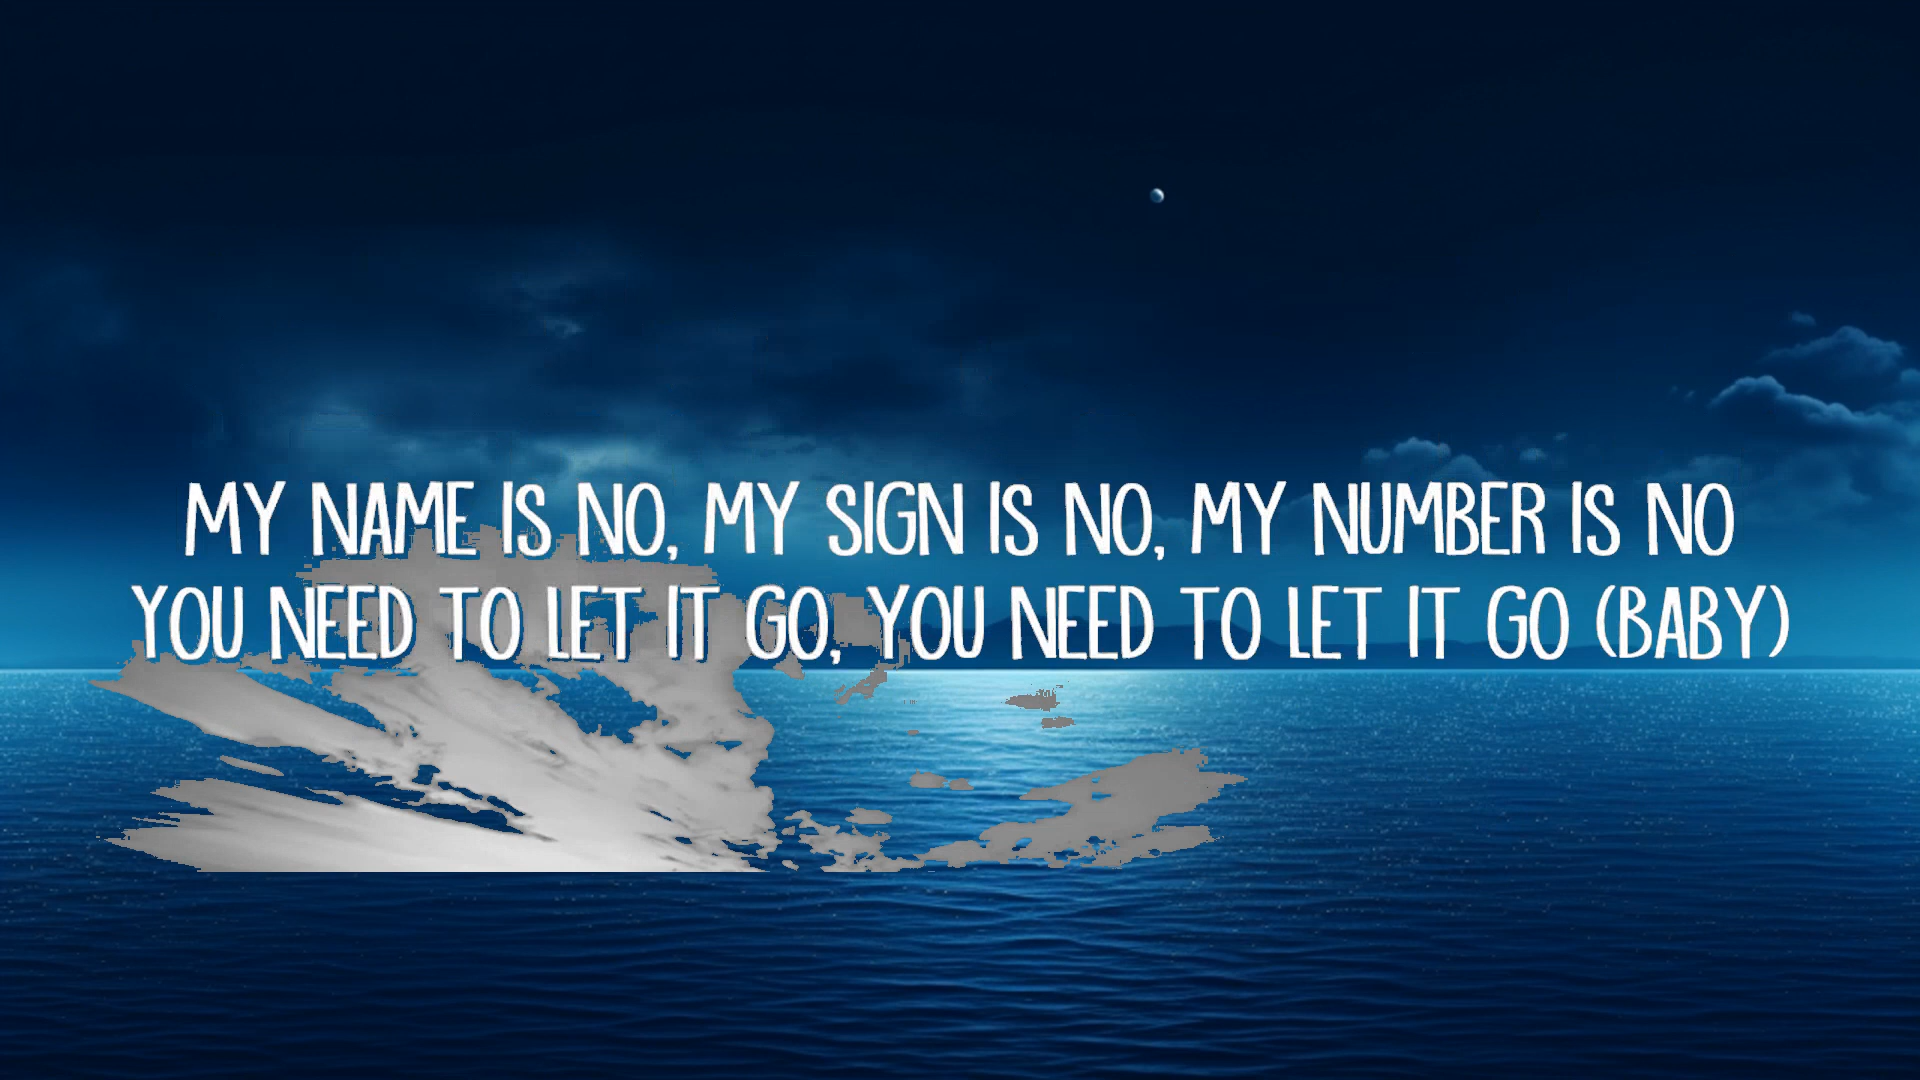 MY NAME IS NO, MY SIGN IS NO, MY NUMBER IS NO
YOU NEED TO LET IT GO, YOU NEED TO LET IT GO (BABY)